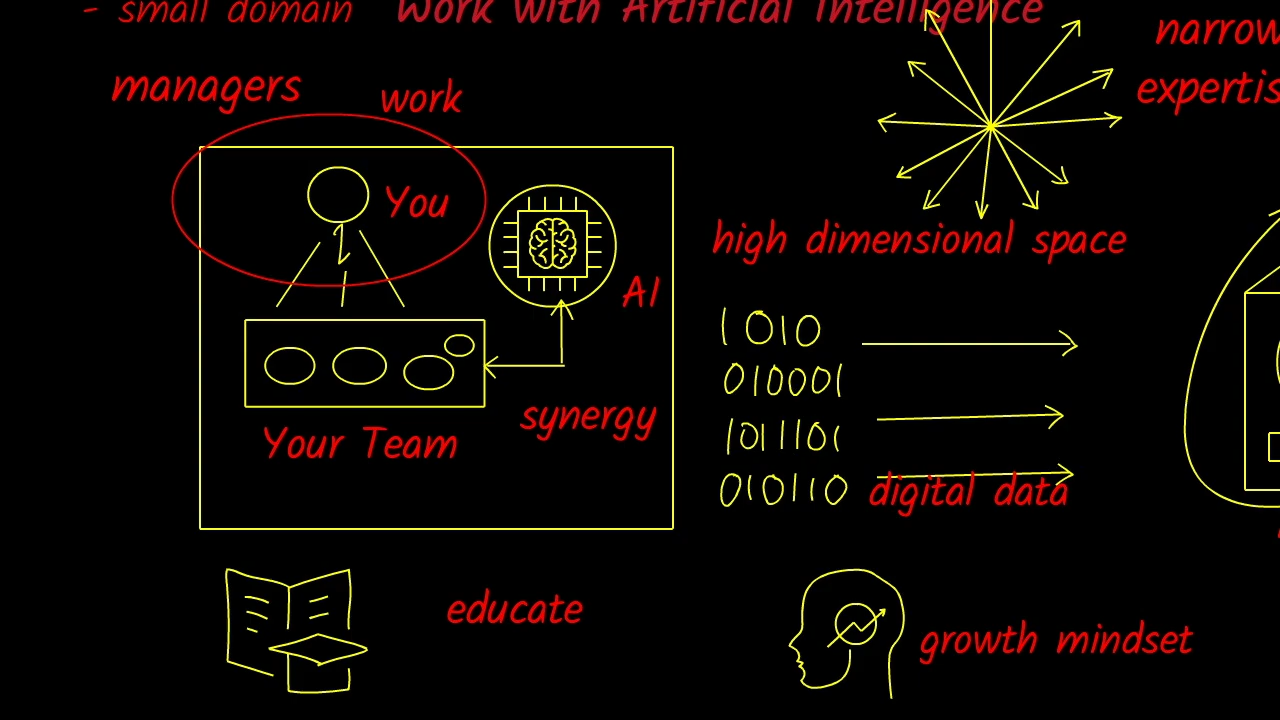 - small domain
Work with Artificial Intelligence
narrow
managers
work
expertis
You
high dimensional space
AI
1010
010001
synergy
1011101
Your Team
010110
digital data
educate
growth mindset